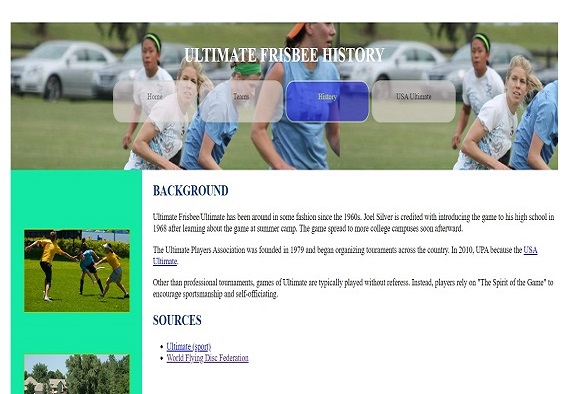 ULTIMATE FRISBEE HISTORY
Home Teams History USA Ultimate
BACKGROUND
Ultimate Frisbee/Ultimate has been around in some fashion since the 1960s. Joel Silver is credited with introducing the game to his high school in
1968 after learning about the game at summer camp. The game spread to more college campuses soon afterward.
The Ultimate Players Association was founded in 1979 and began organizing touraments across the country. In 2010, UPA because the USA
Ultimate.
Other than professional tournaments, games of Ultimate are typically played without referess. Instead, players rely on "The Spirit of the Game" to
encourage sportsmanship and self-officiating.
SOURCES
Ultimate (sport)
World Flying Disc Federation